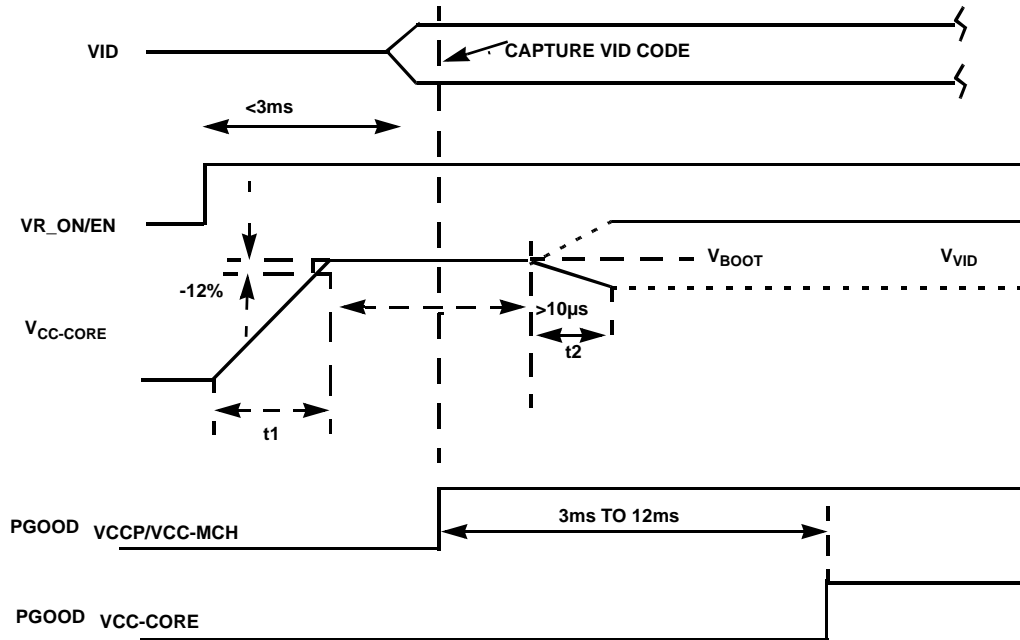 VID
CAPTURE VID CODE
<3ms
VR_ON/EN
-12%
VBOOT
VVID
VCC-CORE
>10µs
t2
t1
PGOOD VCCP/VCC-MCH
3ms TO 12ms
PGOOD VCC-CORE